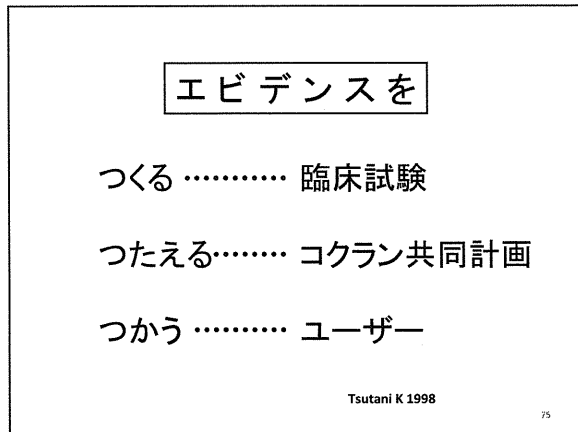 エビデンスを
つくる ………… 臨床試験
つたえる……… コクラン共同計画
つかう ………… ユーザー
Tsutani K 1998
75